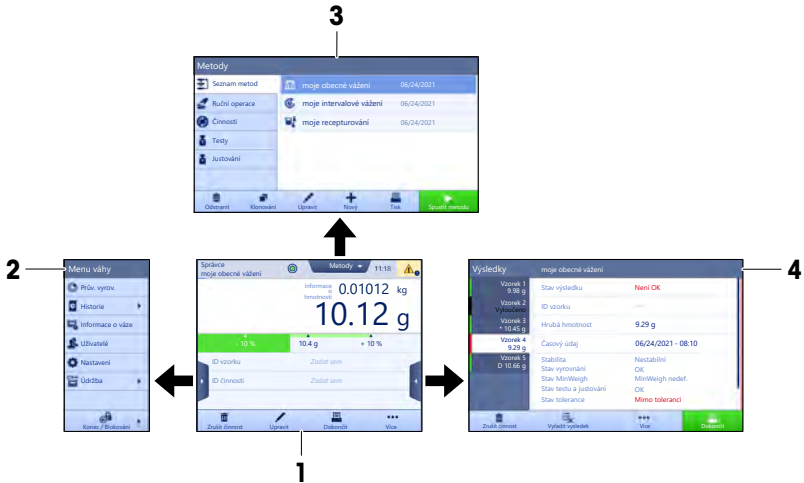 3
Metody
Seznam metod
Ruční operace
Činnosti
Testy
Justování
moje obecné vážení 06/24/2021
moje intervalové vážení 06/24/2021
moje recepturování 06/24/2021
Odstranit Klonování Upravit Nový Tisk Spustit metodu
2
Menu váhy
Prův. vyrov.
Historie
Informace o váze
Uživatelé
Nastavení
Údržba
Konec / Blokování
Správce
moje obecné vážení
Metody
11:18
Informace
o
hmotnosti
0.01012 kg
10.12 g
- 10 % 10.4 g + 10 %
ID vzorku Zadat sem
ID činnosti Zadat sem
Zrušit činnost Upravit Dokončit Více
1
4
Výsledky moje obecné vážení
Vzorek 1
9.98 g
Vzorek 2
Vyloučeno
Vzorek 3
* 10.45 g
Vzorek 4
9.29 g
Vzorek 5
D 10.66 g
Stav výsledku Není OK
ID vzorku ---
Hrubá hmotnost 9.29 g
Časový údaj 06/24/2021 - 08:10
Stabilita Nestabilní
Stav vyrovnání OK
Stav MinWeigh MinWeigh nedef.
Stav testu a justování OK
Stav tolerance Mimo toleranci
Zrušit činnost Vyřadit výsledek Více Dokončit